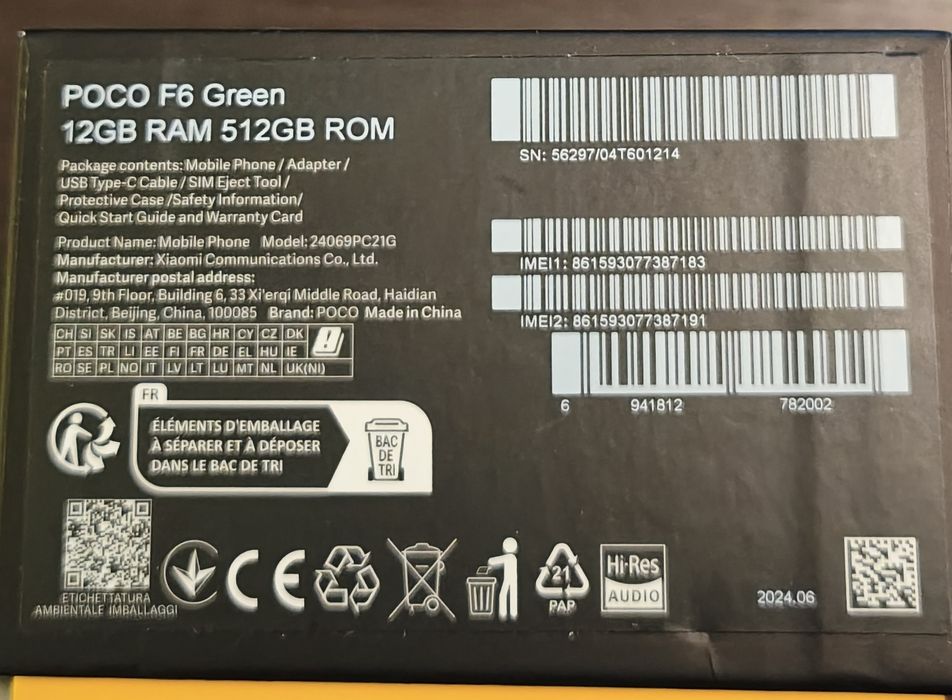 POCO F6 Green
12GB RAM 512GB ROM
Package contents: Mobile Phone / Adapter /
USB Type-C Cable / SIM Eject Tool /
Protective Case /Safety Information/
Quick Start Guide and Warranty Card
Product Name: Mobile Phone Model: 24069PC21G
Manufacturer: Xiaomi Communications Co., Ltd.
Manufacturer postal address:
#019, 9th Floor, Building 6, 33 Xi'erqi Middle Road, Haidian
District, Beijing, China, 100085 Brand: POCO Made in China
CH SI SK IS AT BE BG HR CY CZ DK
PT ES TR LI EE FI FR DE EL HU IE
RO SE PL NO IT LV LT LU MT NL UK(NI)
SN: 56297/04T601214
IMEI1: 861593077387183
IMEI2: 861593077387191
6 941812 782002
FR
ÉLÉMENTS D'EMBALLAGE
À SÉPARER ET À DÉPOSER
DANS LE BAC DE TRI
BAC
DE
TRI
ETICHETTATURA
AMBIENTALE IMBALLAGGI
CE
21
PAP
Hi-Res
AUDIO
2024.06